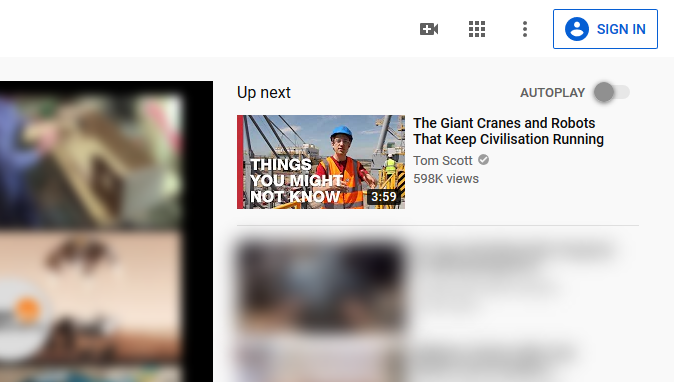 SIGN IN
Up next
AUTOPLAY
THINGS
YOU MIGHT
NOT KNOW
3:59
The Giant Cranes and Robots
That Keep Civilisation Running
Tom Scott
598K views